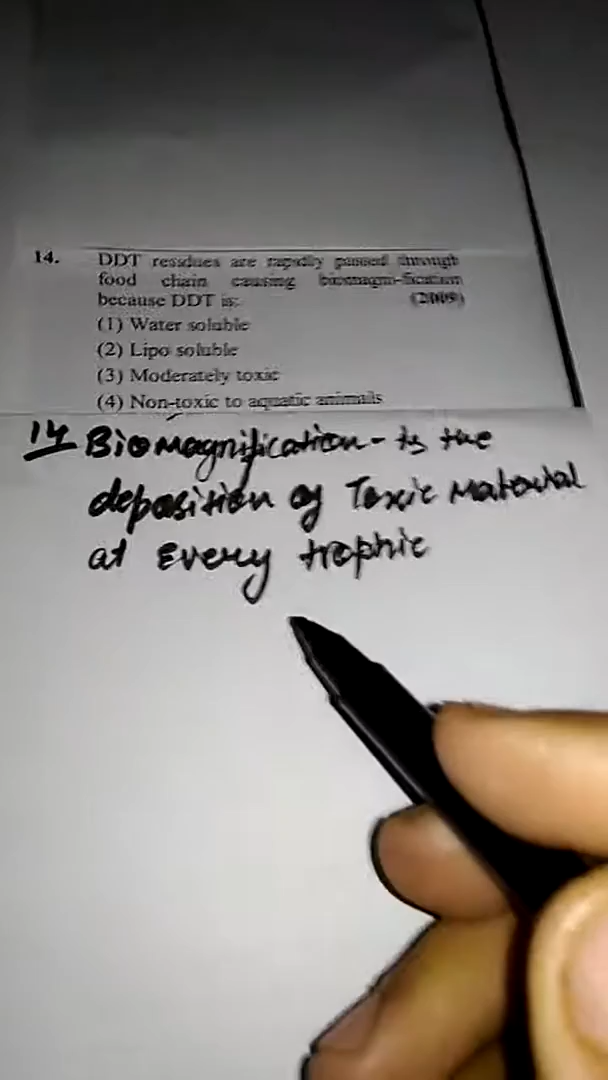 14. DDT residues are rapidly passed through
food chain causing biomagni-fication
because DDT is: (2009)
(1) Water soluble
(2) Lipo soluble
(3) Moderately toxic
(4) Non-toxic to aquatic animals
14 Biomagnification - Is the
deposition of Toxic Material
at Every trophic